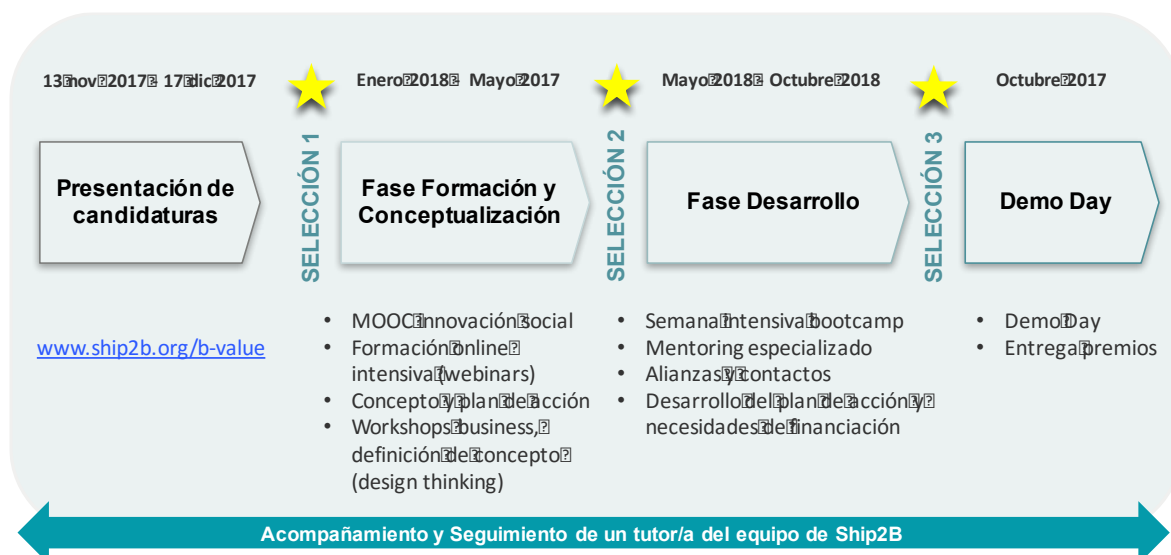 13 nov 2017 - 17 dic 2017
Enero 2018 - Mayo 2017
Mayo 2018 - Octubre 2018
Octubre 2017
Presentación de
candidaturas
SELECCIÓN 1
Fase Formación y
Conceptualización
SELECCIÓN 2
Fase Desarrollo
SELECCIÓN 3
Demo Day
www.ship2b.org/b-value
• MOOC innovación social
• Formación online
intensiva (webinars)
• Concepto y plan de acción
• Workshops business,
definición de concepto
(design thinking)
• Semana intensiva bootcamp
• Mentoring especializado
• Alianzas y contactos
• Desarrollo del plan de acción y
necesidades de financiación
• Demo Day
• Entrega premios
Acompañamiento y Seguimiento de un tutor/a del equipo de Ship2B